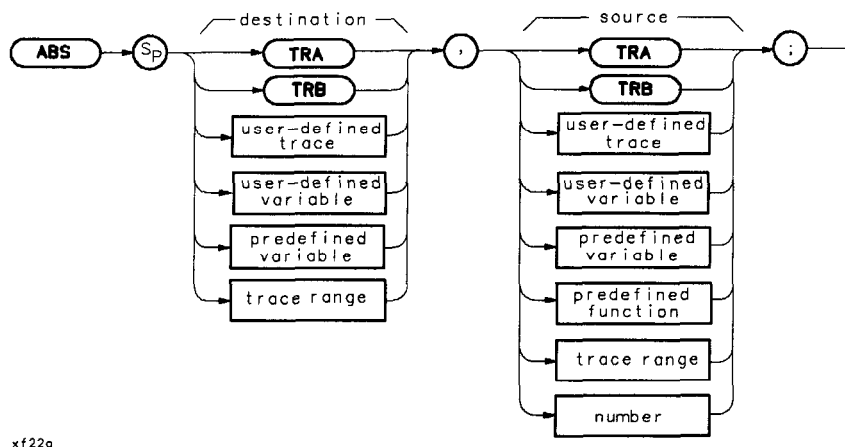 destination
source
ABS
Sp
TRA
,
TRA
;
TRB
TRB
user-defined
trace
user-defined
trace
user-defined
variable
user-defined
variable
predefined
variable
predefined
variable
trace range
predefined
function
trace range
number
xf22a